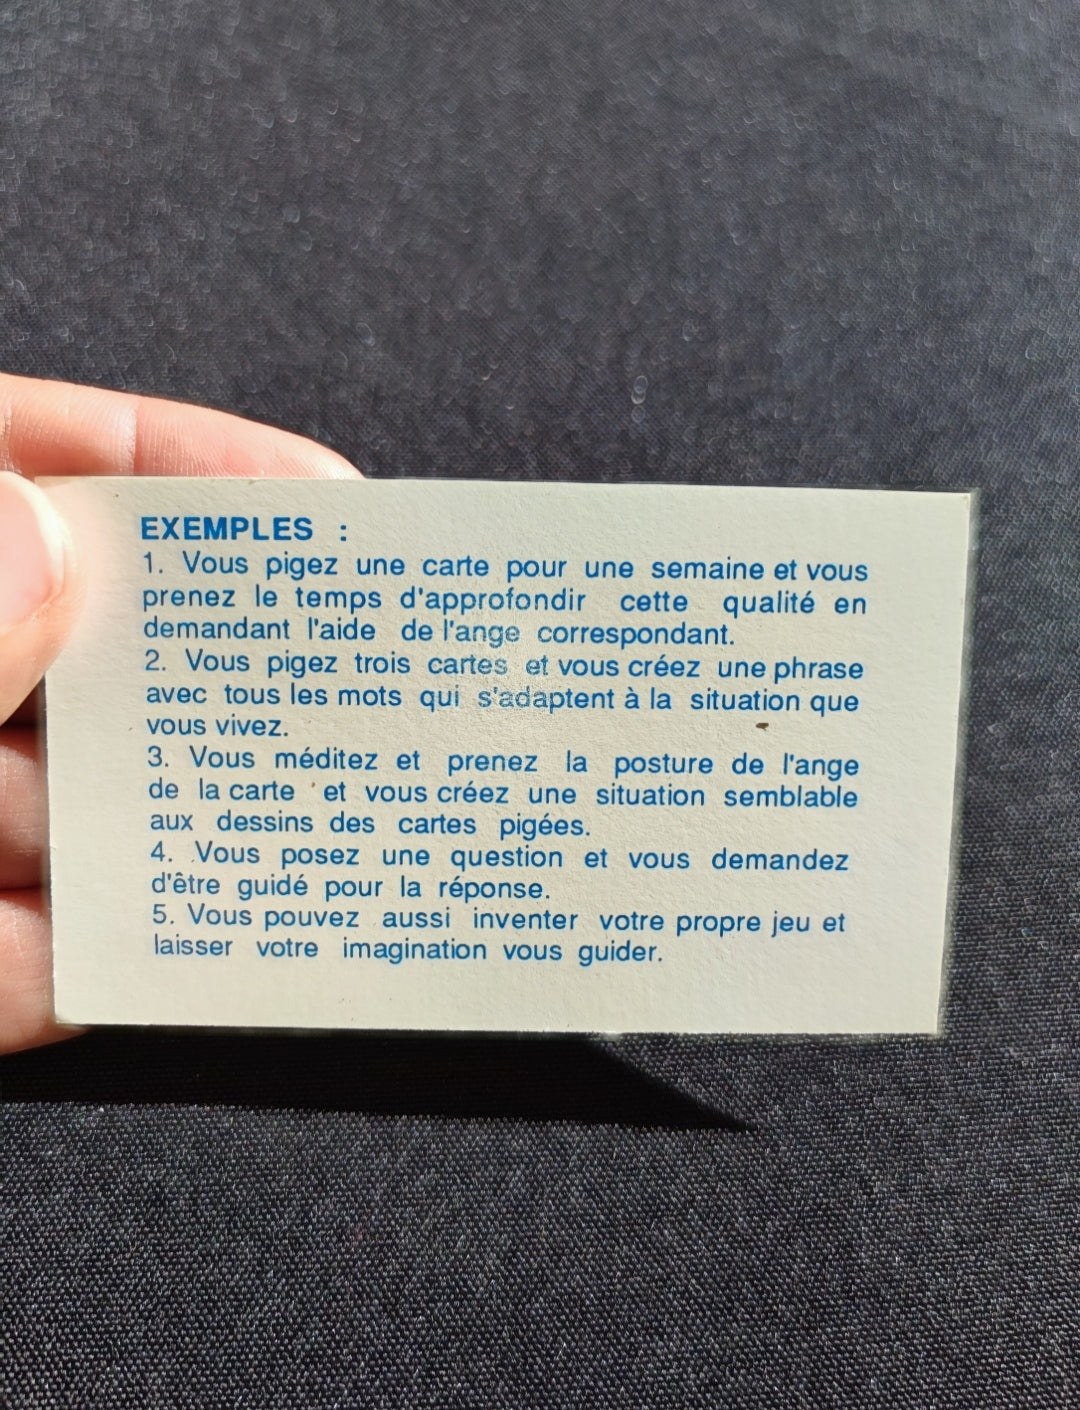 EXEMPLES :
1. Vous pigez une carte pour une semaine et vous
prenez le temps d'approfondir cette qualité en
demandant l'aide de l'ange correspondant.
2. Vous pigez trois cartes et vous créez une phrase
avec tous les mots qui s'adaptent à la situation que
vous vivez.
3. Vous méditez et prenez la posture de l'ange
de la carte et vous créez une situation semblable
aux dessins des cartes pigées.
4. Vous posez une question et vous demandez
d'être guidé pour la réponse.
5. Vous pouvez aussi inventer votre propre jeu et
laisser votre imagination vous guider.